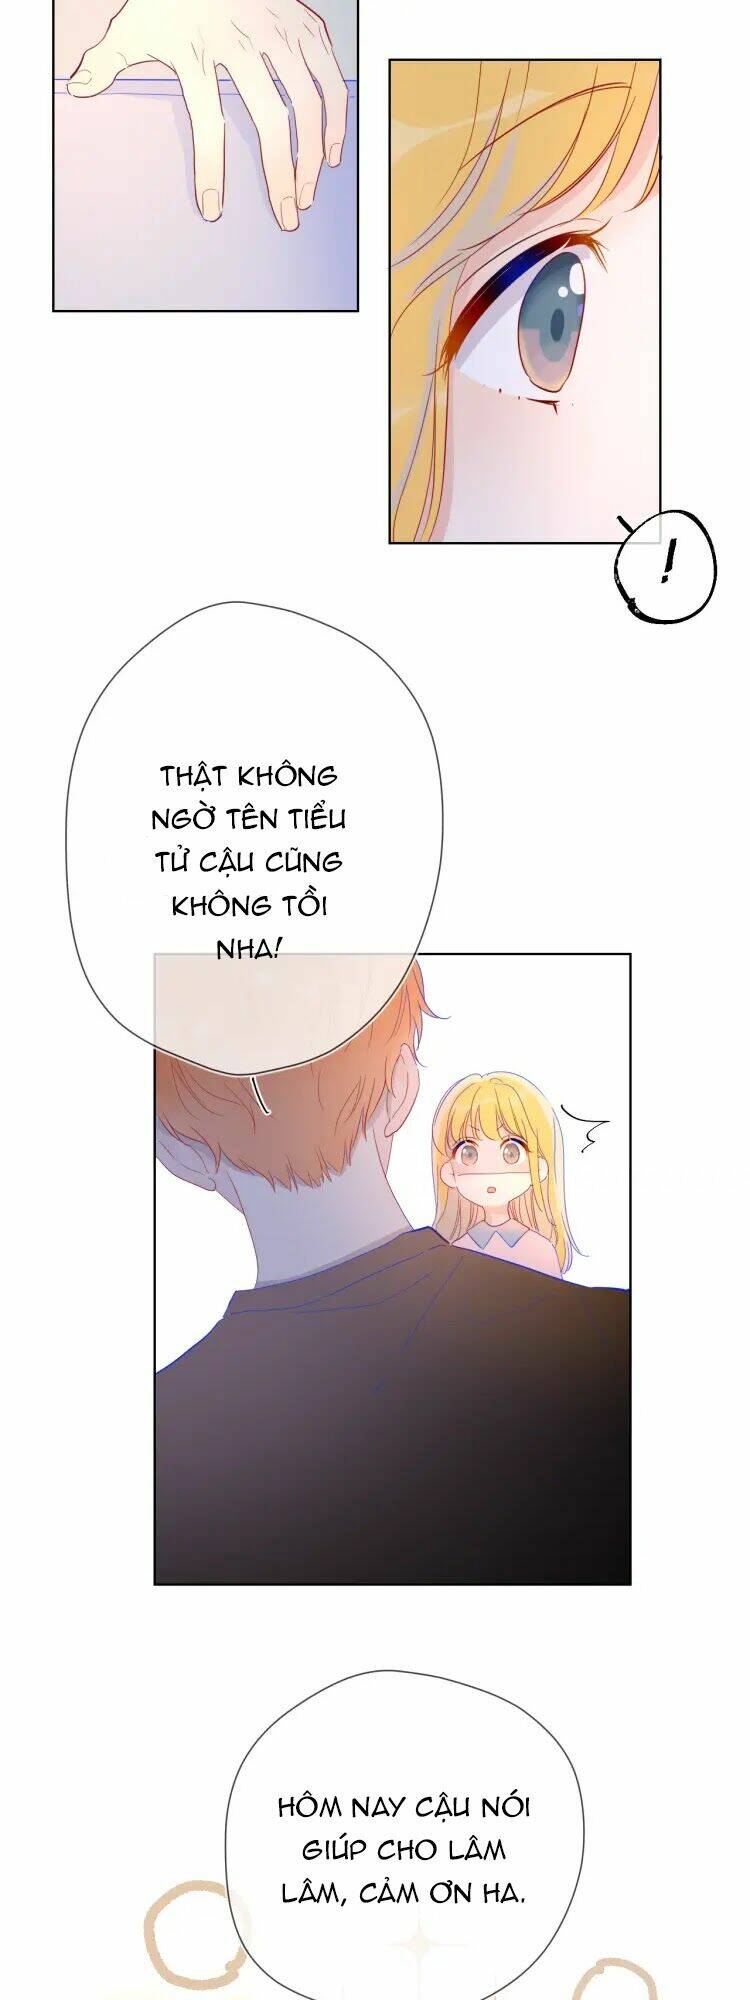 !
THẬT KHÔNG
NGỜ TÊN TIỂU
TỬ CẬU CŨNG
KHÔNG TỒI
NHA!
HÔM NAY CẬU NÓI
GIÚP CHO LÂM
LÂM, CẢM ƠN HA.